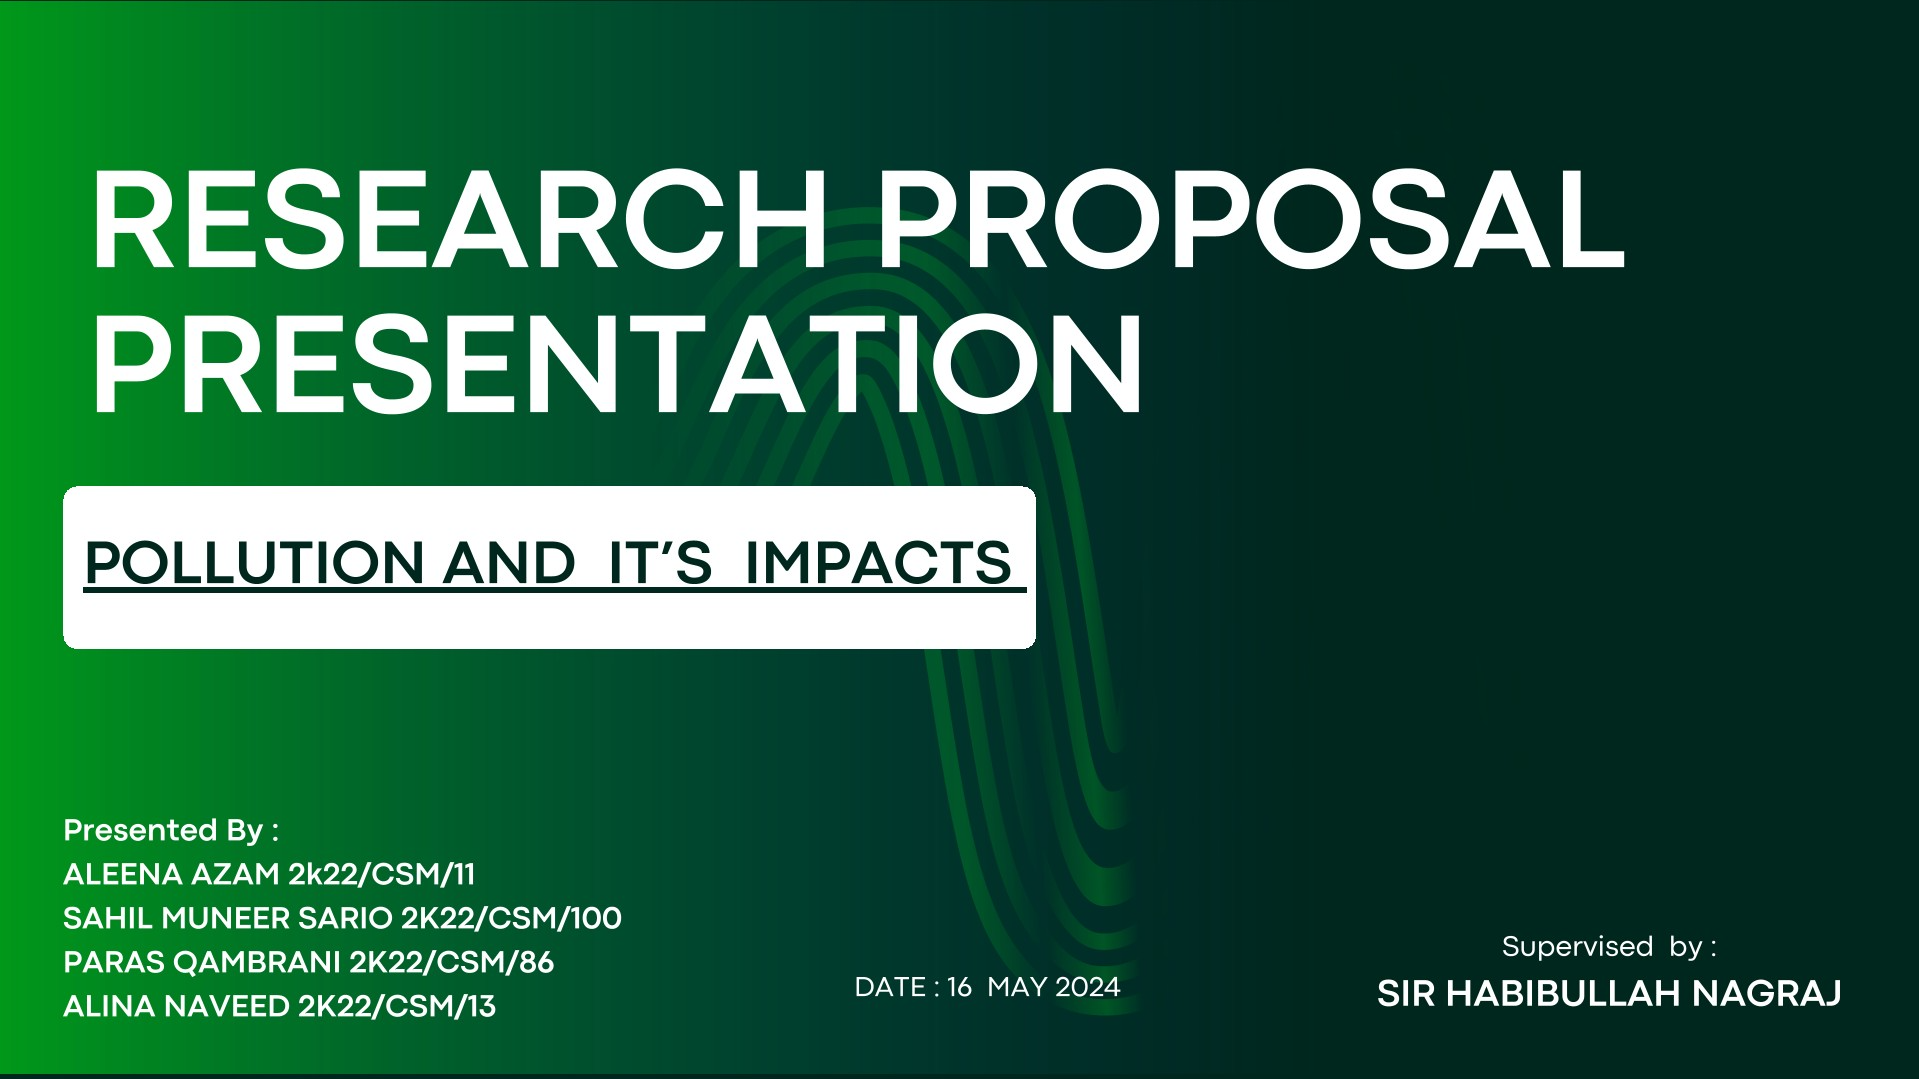 RESEARCH PROPOSAL
PRESENTATION
POLLUTION AND IT’S IMPACTS
Presented By :
ALEENA AZAM 2k22/CSM/11
SAHIL MUNEER SARIO 2K22/CSM/100
PARAS QAMBRANI 2K22/CSM/86
ALINA NAVEED 2K22/CSM/13
DATE : 16 MAY 2024
Supervised by :
SIR HABIBULLAH NAGRAJ